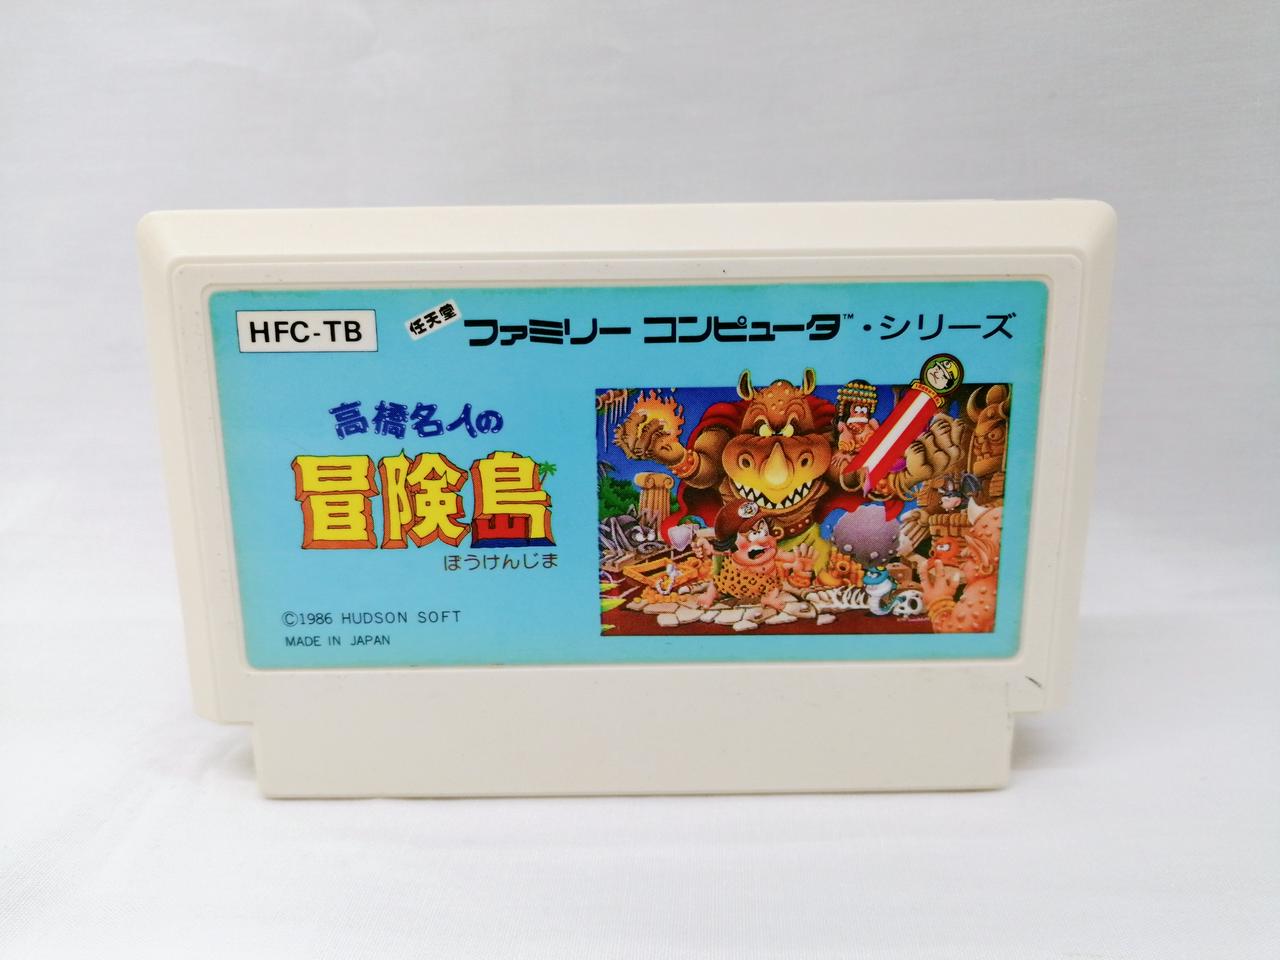 HFC-TB
任天堂 ファミリー コンピュータ™・シリーズ
高橋名人の
冒険島
ぼうけんじま
©1986 HUDSON SOFT
MADE IN JAPAN